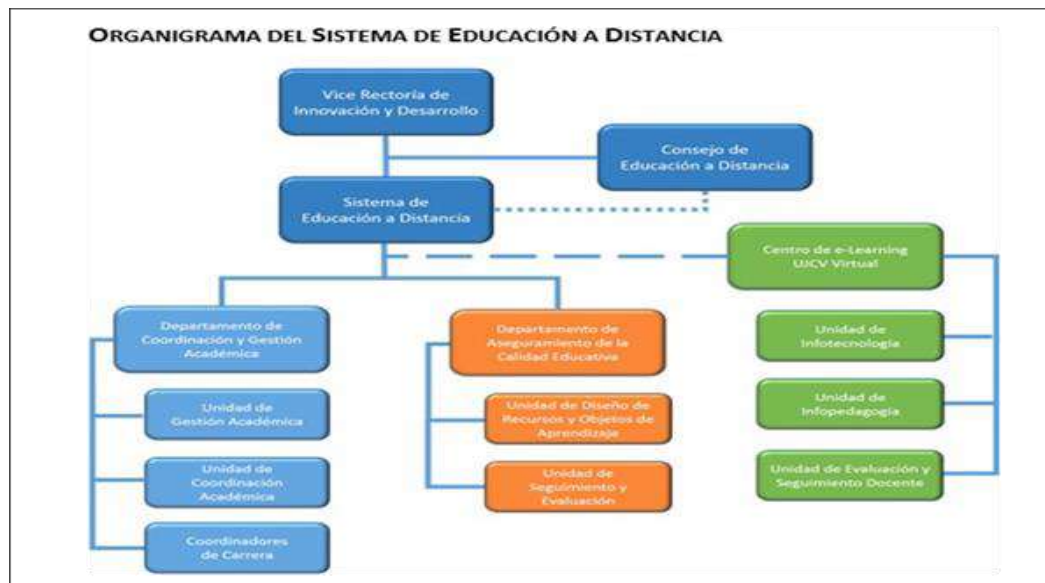 ORGANIGRAMA DEL SISTEMA DE EDUCACIÓN A DISTANCIA
Vice Rectoría de
Innovación y Desarrollo
Consejo de
Educación a Distancia
Sistema de
Educación a Distancia
Centro de e-Learning
UJCV Virtual
Departamento de
Coordinación y Gestión
Académica
Departamento de
Aseguramiento de la
Calidad Educativa
Unidad de
Infotecnología
Unidad de
Gestión Académica
Unidad de Diseño de
Recursos y Objetos de
Aprendizaje
Unidad de
Infopedagogía
Unidad de
Coordinación
Académica
Unidad de
Seguimiento y
Evaluación
Unidad de Evaluación y
Seguimiento Docente
Coordinadores
de Carrera